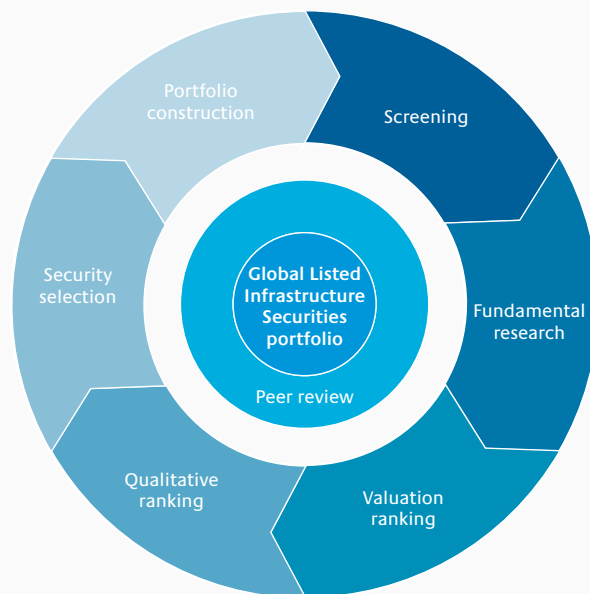 Portfolio
construction
Screening
Security
selection
Global Listed
Infrastructure
Securities
portfolio
Fundamental
research
Peer review
Qualitative
ranking
Valuation
ranking